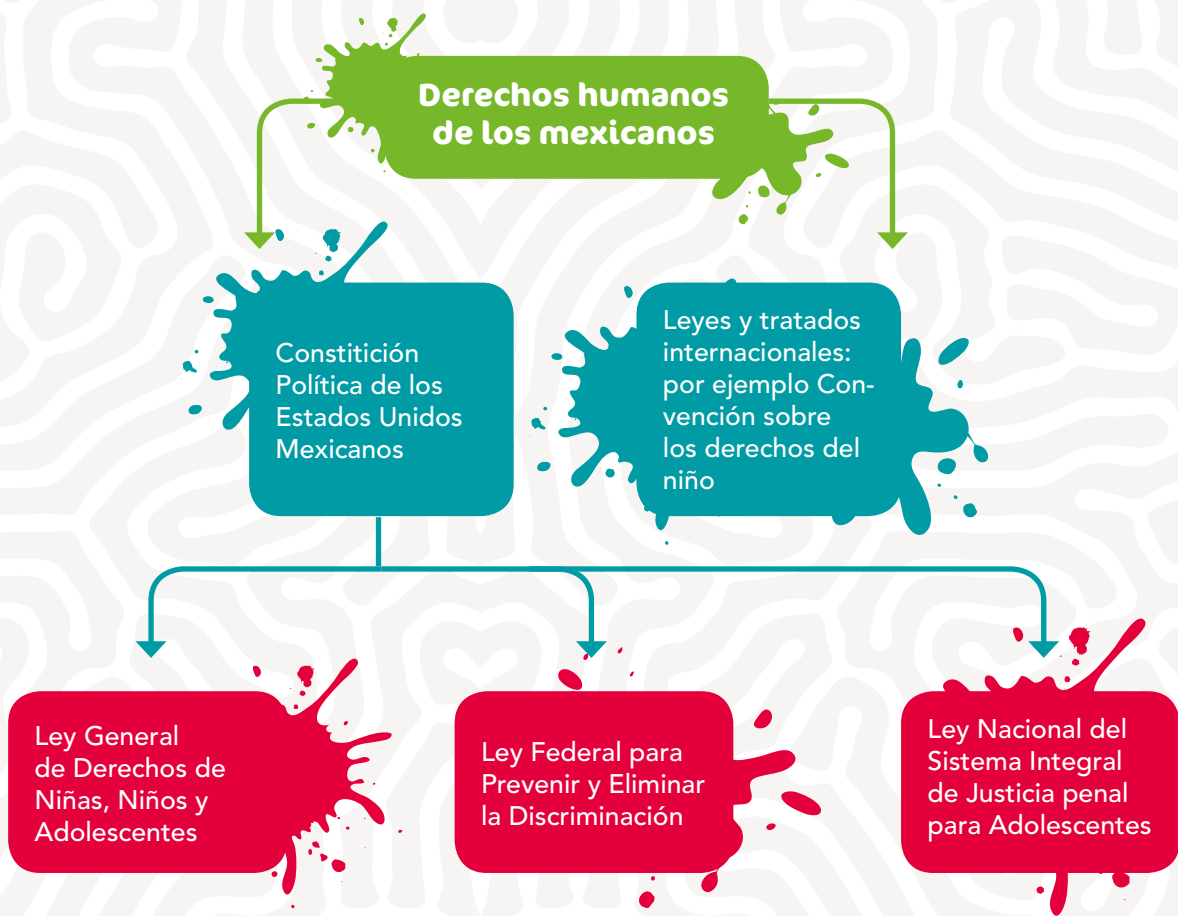 Derechos humanos
de los mexicanos
Constitición
Política de los
Estados Unidos
Mexicanos
Leyes y tratados
internacionales:
por ejemplo Con-
vención sobre
los derechos del
niño
Ley General
de Derechos de
Niñas, Niños y
Adolescentes
Ley Federal para
Prevenir y Eliminar
la Discriminación
Ley Nacional del
Sistema Integral
de Justicia penal
para Adolescentes